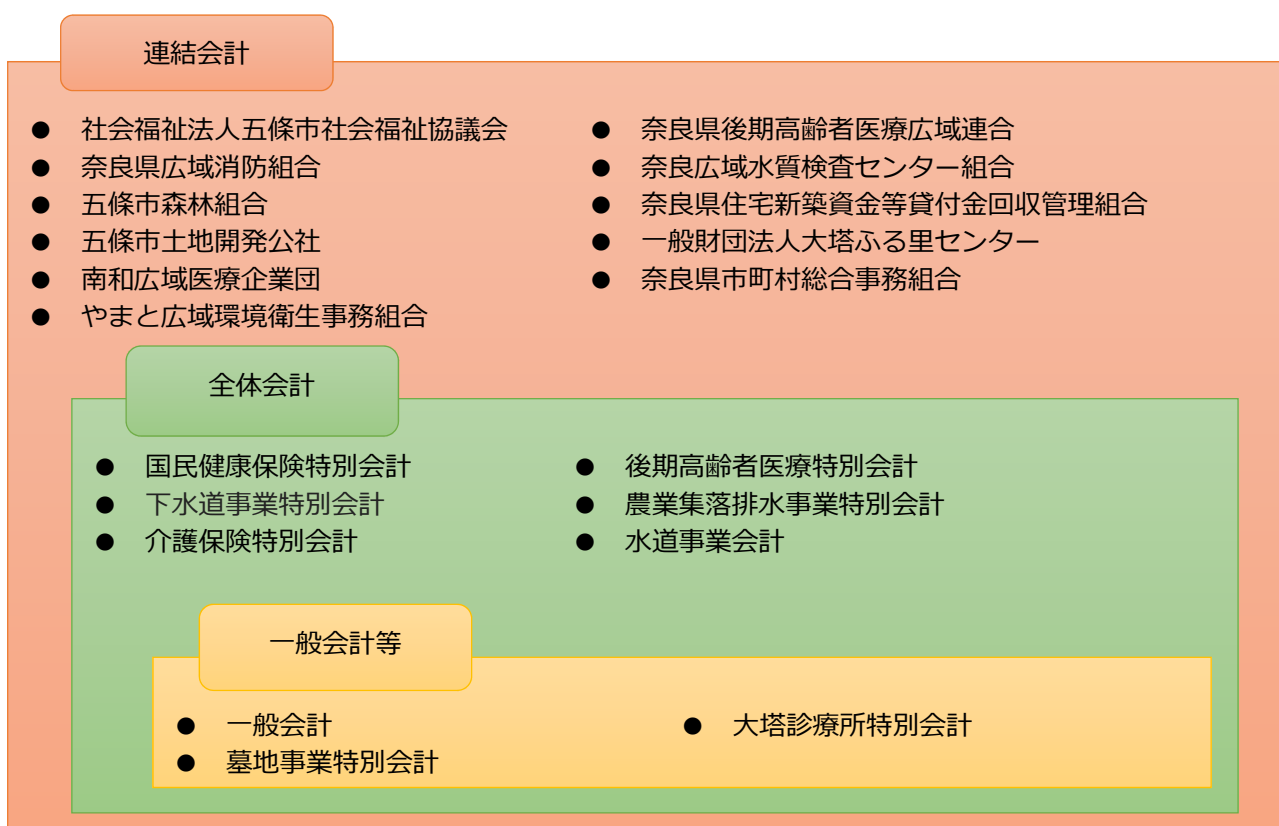 連結会計
● 社会福祉法人五條市社会福祉協議会
● 奈良県広域消防組合
● 五條市森林組合
● 五條市土地開発公社
● 南和広域医療企業団
● やまと広域環境衛生事務組合
● 奈良県後期高齢者医療広域連合
● 奈良広域水質検査センター組合
● 奈良県住宅新築資金等貸付金回収管理組合
● 一般財団法人大塔ふる里センター
● 奈良県市町村総合事務組合
全体会計
● 国民健康保険特別会計
● 下水道事業特別会計
● 介護保険特別会計
● 後期高齢者医療特別会計
● 農業集落排水事業特別会計
● 水道事業会計
一般会計等
● 一般会計
● 墓地事業特別会計
● 大塔診療所特別会計